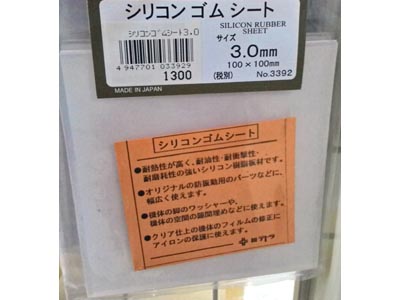 シリコン ゴム シート
シリコンゴムシート3.0
SILICON RUBBER
SHEET
サイズ
3.0mm
100×100mm
4 947701 033929
1300
(税別)
No.3392
MADE IN JAPAN
シリコンゴムシート
●耐熱性が高く、耐油性・耐衝撃性・
耐磨耗性の強いシリコン樹脂板材です。
●オリジナルの防振動用のパーツなどに、
幅広く使えます。
●機体の脚のワッシャーや、
機体の空間の隙間埋めなどに使えます。
●クリアー仕上の機体のフィルムの修正に
アイロンの保護に使えます。